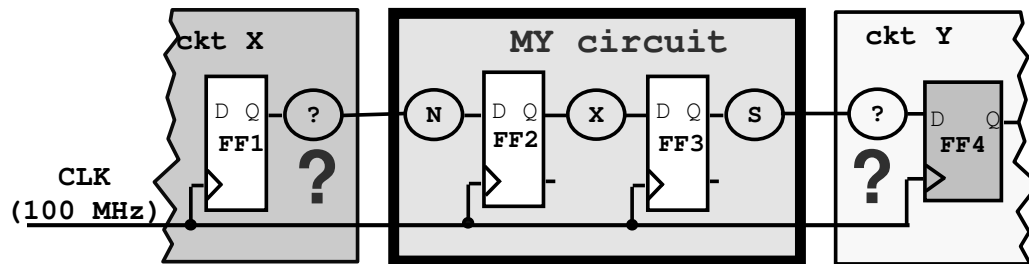 ckt X
MY circuit
ckt Y
D Q
FF1
?
?
N
D Q
FF2
X
D Q
FF3
S
?
?
D Q
FF4
CLK
(100 MHz)